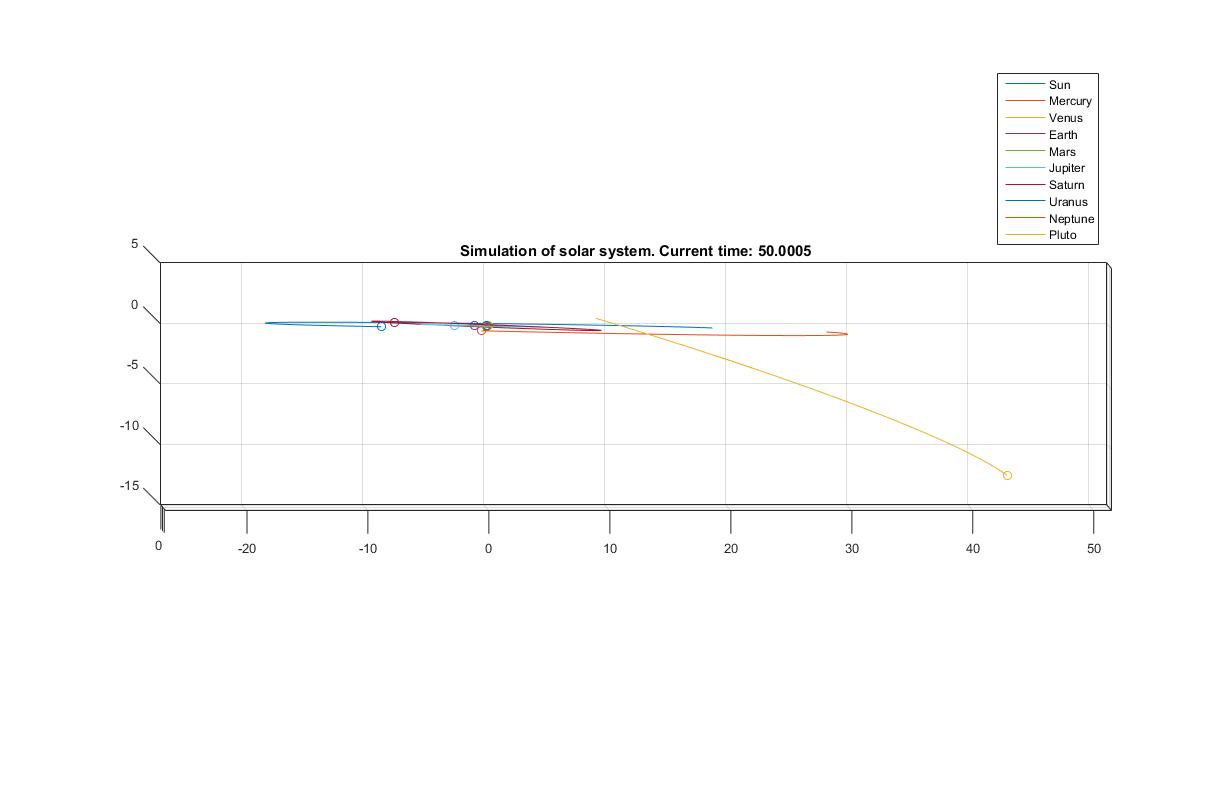 Sun
Mercury
Venus
Earth
Mars
Jupiter
Saturn
Uranus
Neptune
Pluto
Simulation of solar system. Current time: 50.0005
5
0
-5
-10
-15
0 -20 -10 0 10 20 30 40 50